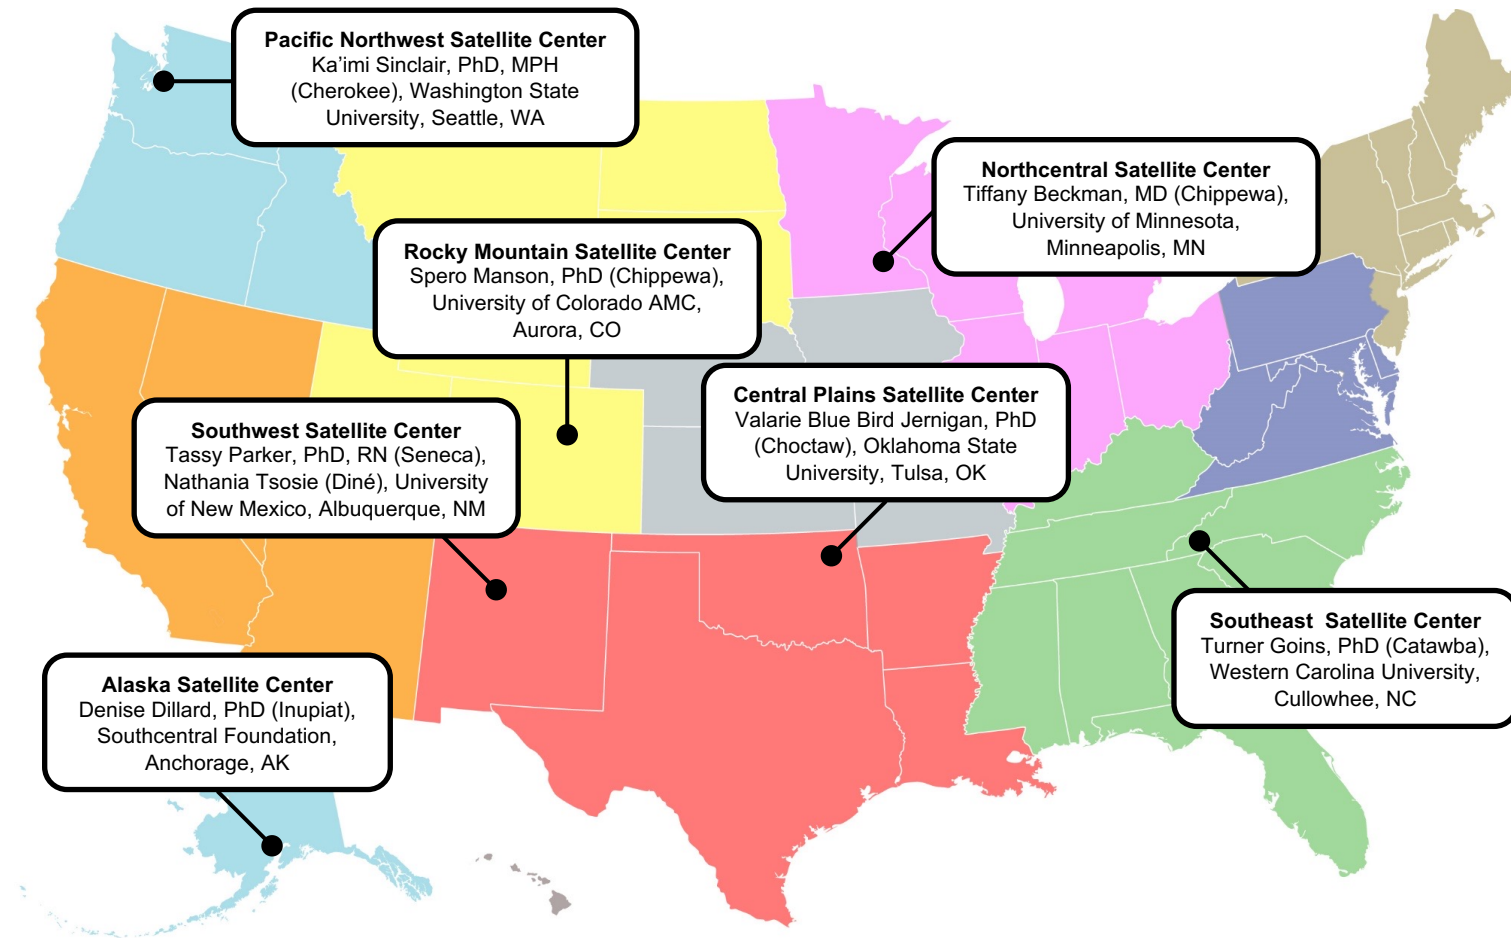 Pacific Northwest Satellite Center
Ka’imi Sinclair, PhD, MPH
(Cherokee), Washington State
University, Seattle, WA
Northcentral Satellite Center
Tiffany Beckman, MD (Chippewa),
University of Minnesota,
Minneapolis, MN
Rocky Mountain Satellite Center
Spero Manson, PhD (Chippewa),
University of Colorado AMC,
Aurora, CO
Central Plains Satellite Center
Valarie Blue Bird Jernigan, PhD
(Choctaw), Oklahoma State
University, Tulsa, OK
Southwest Satellite Center
Tassy Parker, PhD, RN (Seneca),
Nathania Tsosie (Diné), University
of New Mexico, Albuquerque, NM
Southeast  Satellite Center
Turner Goins, PhD (Catawba),
Western Carolina University,
Cullowhee, NC
Alaska Satellite Center
Denise Dillard, PhD (Inupiat),
Southcentral Foundation,
Anchorage, AK